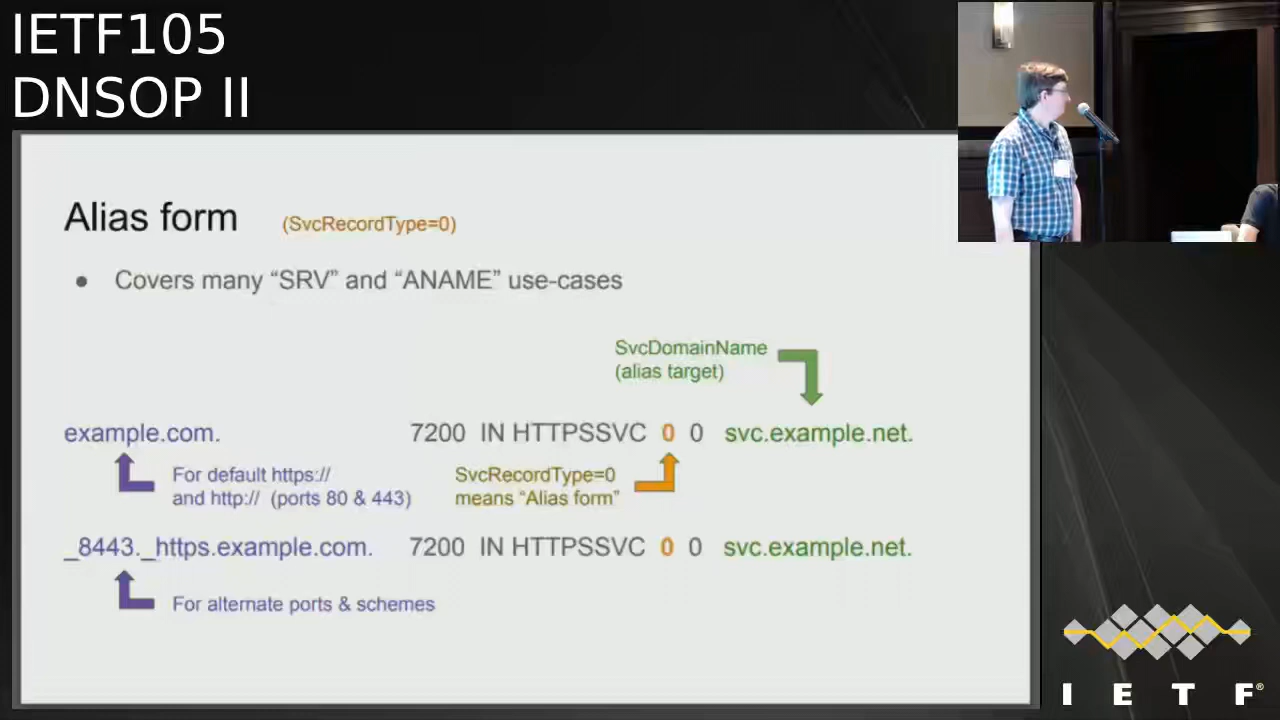 IETF105
DNSOP II
Alias form (SvcRecordType=0)
● Covers many “SRV” and “ANAME” use-cases
SvcDomainName
(alias target)
example.com. 7200 IN HTTPSSVC 0 0 svc.example.net.
For default https://
and http:// (ports 80 & 443)
SvcRecordType=0
means “Alias form”
_8443._https.example.com. 7200 IN HTTPSSVC 0 0 svc.example.net.
For alternate ports & schemes
I E T F®